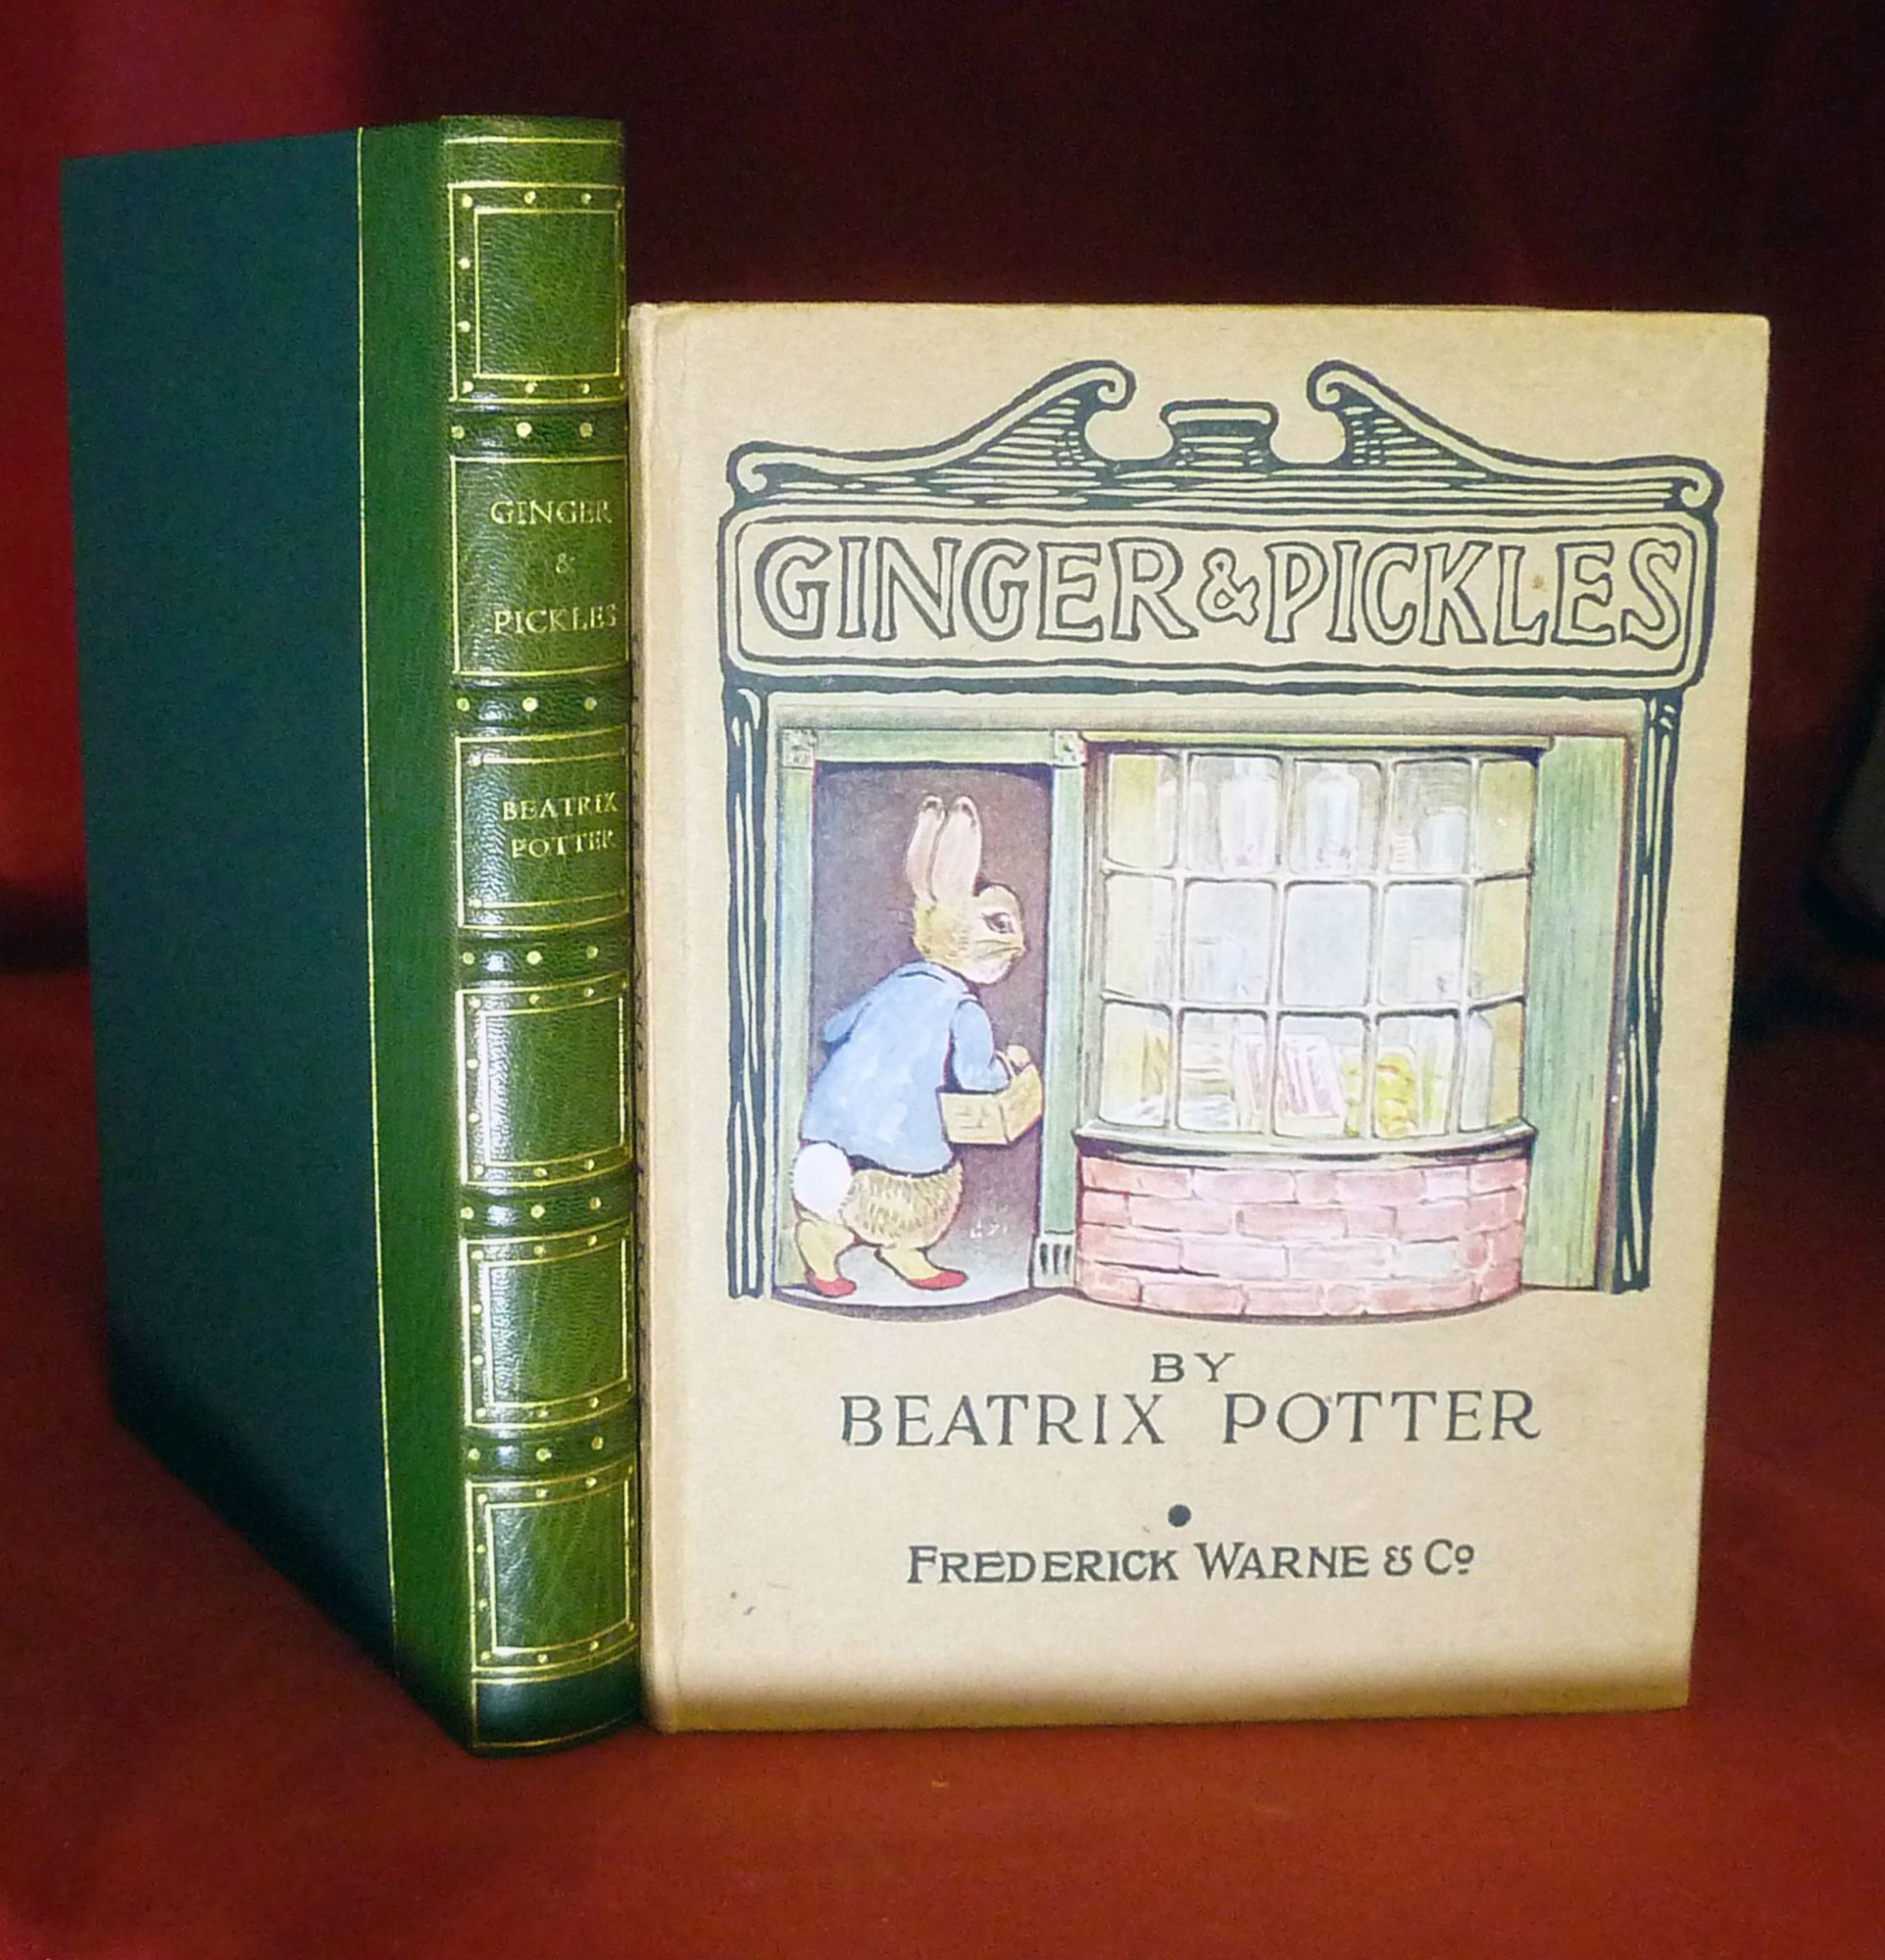 GINGER
&
PICKLES
BEATRIX
POTTER
GINGER & PICKLES
BY
BEATRIX POTTER
FREDERICK WARNE & Cº